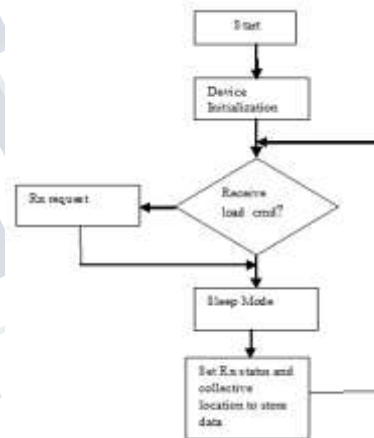 Start
Device
Initialization
Receive
load cmd?
Rx request
Sleep Mode
Set Rx status and
collective
location to store
data